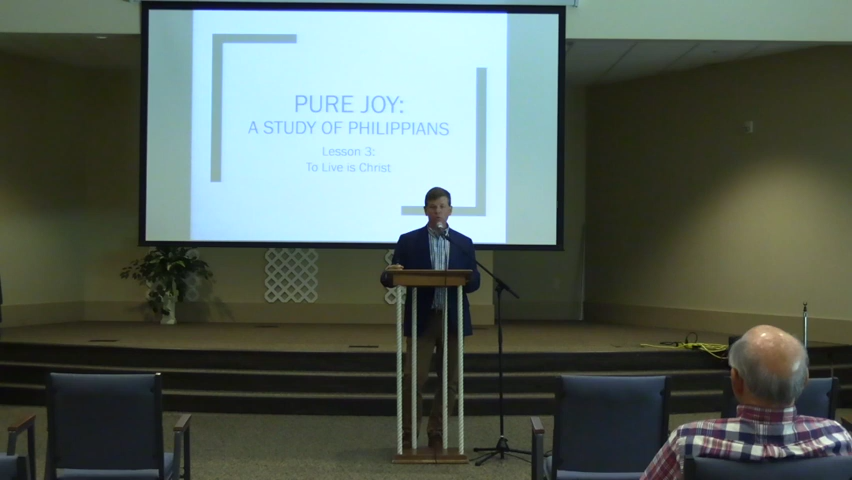 PURE JOY:
A STUDY OF PHILIPPIANS
Lesson 3:
To Live is Christ